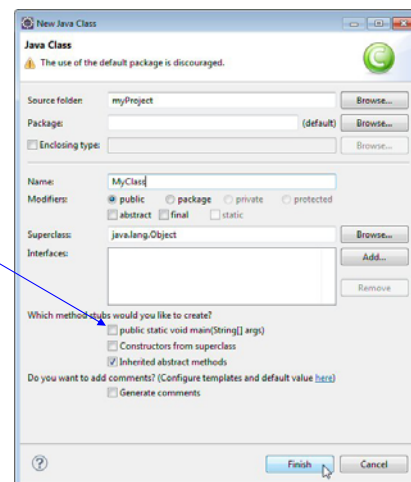 New Java Class
Java Class
The use of the default package is discouraged.
Source folder: myProject Browse...
Package: (default) Browse...
Enclosing type: Browse...
Name: MyClass
Modifiers: public package private protected
abstract final static
Superclass: java.lang.Object Browse...
Interfaces: Add...
Remove
Which method stubs would you like to create?
public static void main(String[] args)
Constructors from superclass
Inherited abstract methods
Do you want to add comments? (Configure templates and default value here)
Generate comments
? Finish Cancel